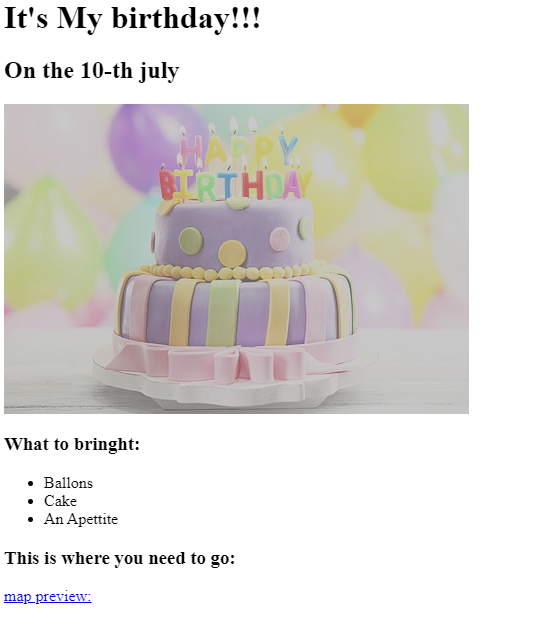 It's My birthday!!!
On the 10-th july
HAPPY
BIRTHDAY
What to bringht:
Ballons
Cake
An Apettite
This is where you need to go:
map preview: